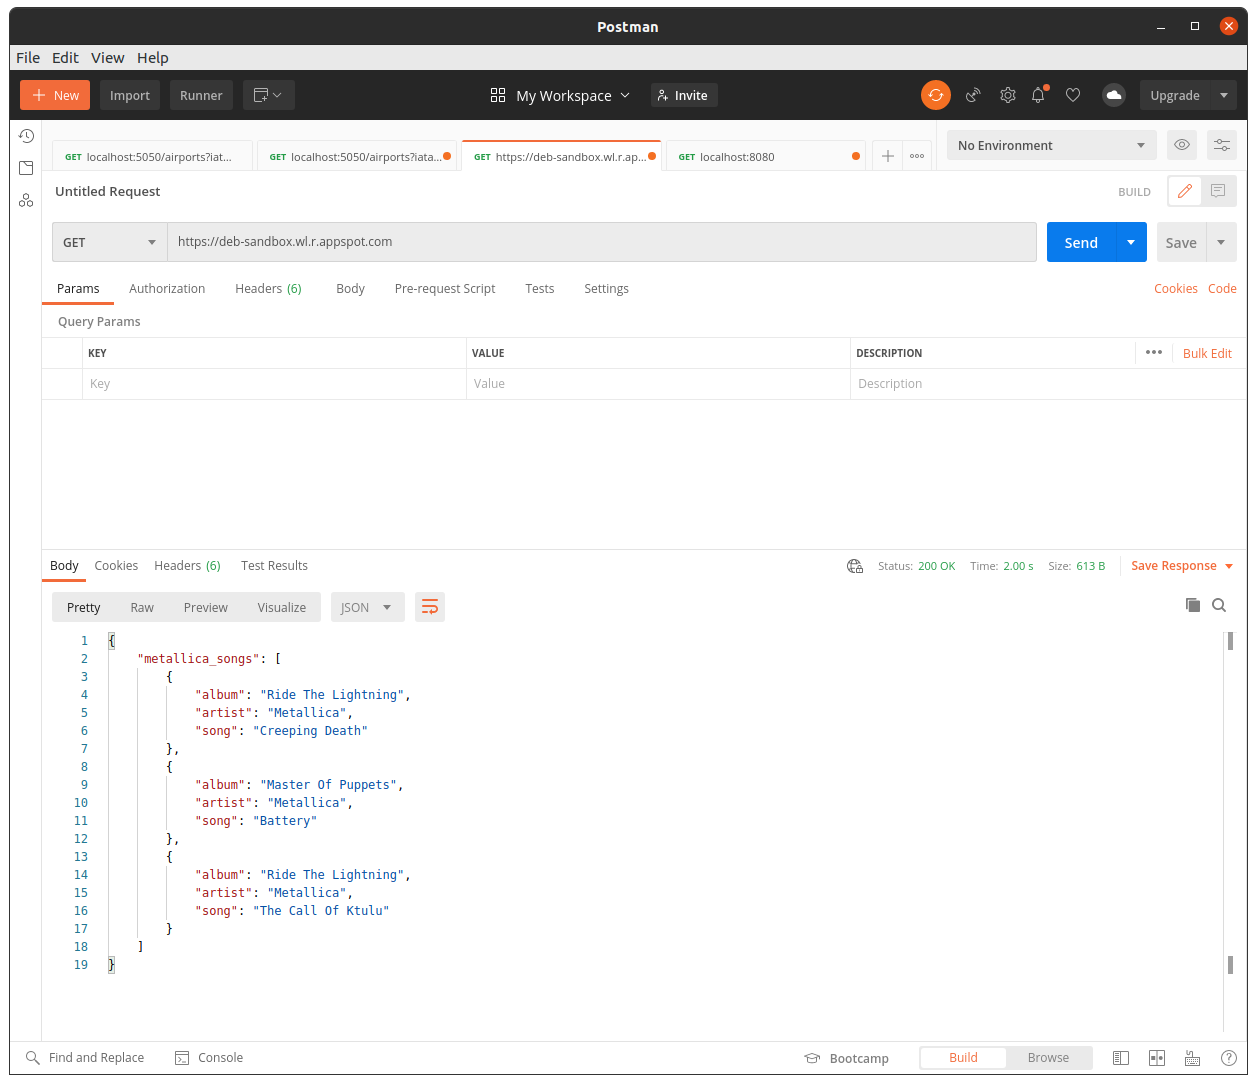 Postman
File Edit View Help
New Import Runner My Workspace Invite Upgrade
GET localhost:5050/airports?iat... GET localhost:5050/airports?iata... GET https://deb-sandbox.wl.r.ap... GET localhost:8080 No Environment
Untitled Request BUILD
GET https://deb-sandbox.wl.r.appspot.com Send Save
Params Authorization Headers (6) Body Pre-request Script Tests Settings Cookies Code
Query Params
KEY VALUE DESCRIPTION Bulk Edit
Key Value Description
Body Cookies Headers (6) Test Results Status: 200 OK Time: 2.00 s Size: 613 B Save Response
Pretty Raw Preview Visualize JSON
1 {
2 "metallica_songs": [
3 {
4 "album": "Ride The Lightning",
5 "artist": "Metallica",
6 "song": "Creeping Death"
7 },
8 {
9 "album": "Master Of Puppets",
10 "artist": "Metallica",
11 "song": "Battery"
12 },
13 {
14 "album": "Ride The Lightning",
15 "artist": "Metallica",
16 "song": "The Call Of Ktulu"
17 }
18 ]
19 }
Find and Replace Console Bootcamp Build Browse